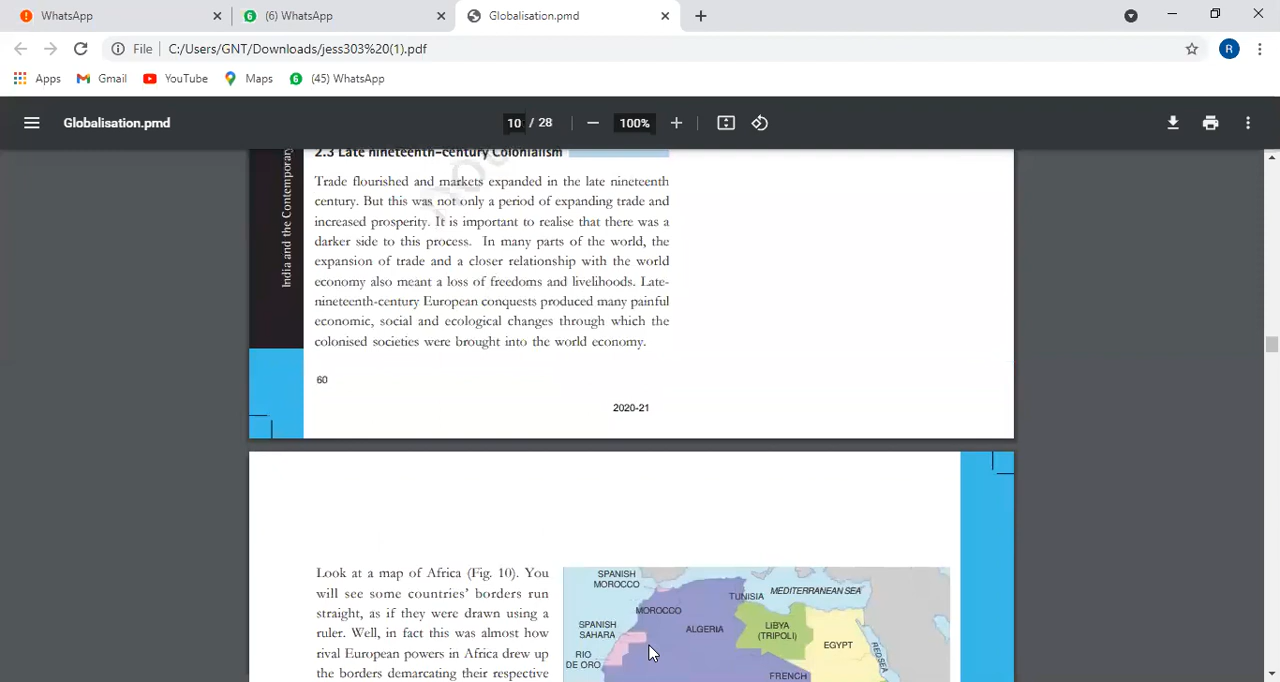 WhatsApp
(6) WhatsApp
Globalisation.pmd
File
C:/Users/GNT/Downloads/jess303%20(1).pdf
R
Apps
Gmail
YouTube
Maps
(45) WhatsApp
Globalisation.pmd
10 / 28
100%
2.3 Late nineteenth-century Colonialism
India and the Contemporary
Trade flourished and markets expanded in the late nineteenth
century. But this was not only a period of expanding trade and
increased prosperity. It is important to realise that there was a
darker side to this process. In many parts of the world, the
expansion of trade and a closer relationship with the world
economy also meant a loss of freedoms and livelihoods. Late-
nineteenth-century European conquests produced many painful
economic, social and ecological changes through which the
colonised societies were brought into the world economy.
60
2020-21
Look at a map of Africa (Fig. 10). You
will see some countries' borders run
straight, as if they were drawn using a
ruler. Well, in fact this was almost how
rival European powers in Africa drew up
the borders demarcating their respective
SPANISH
MOROCCO
MEDITERRANEAN SEA
TUNISIA
MOROCCO
SPANISH
SAHARA
ALGERIA
LIBYA
(TRIPOLI)
EGYPT
RED SEA
RIO
DE ORO
FRENCH